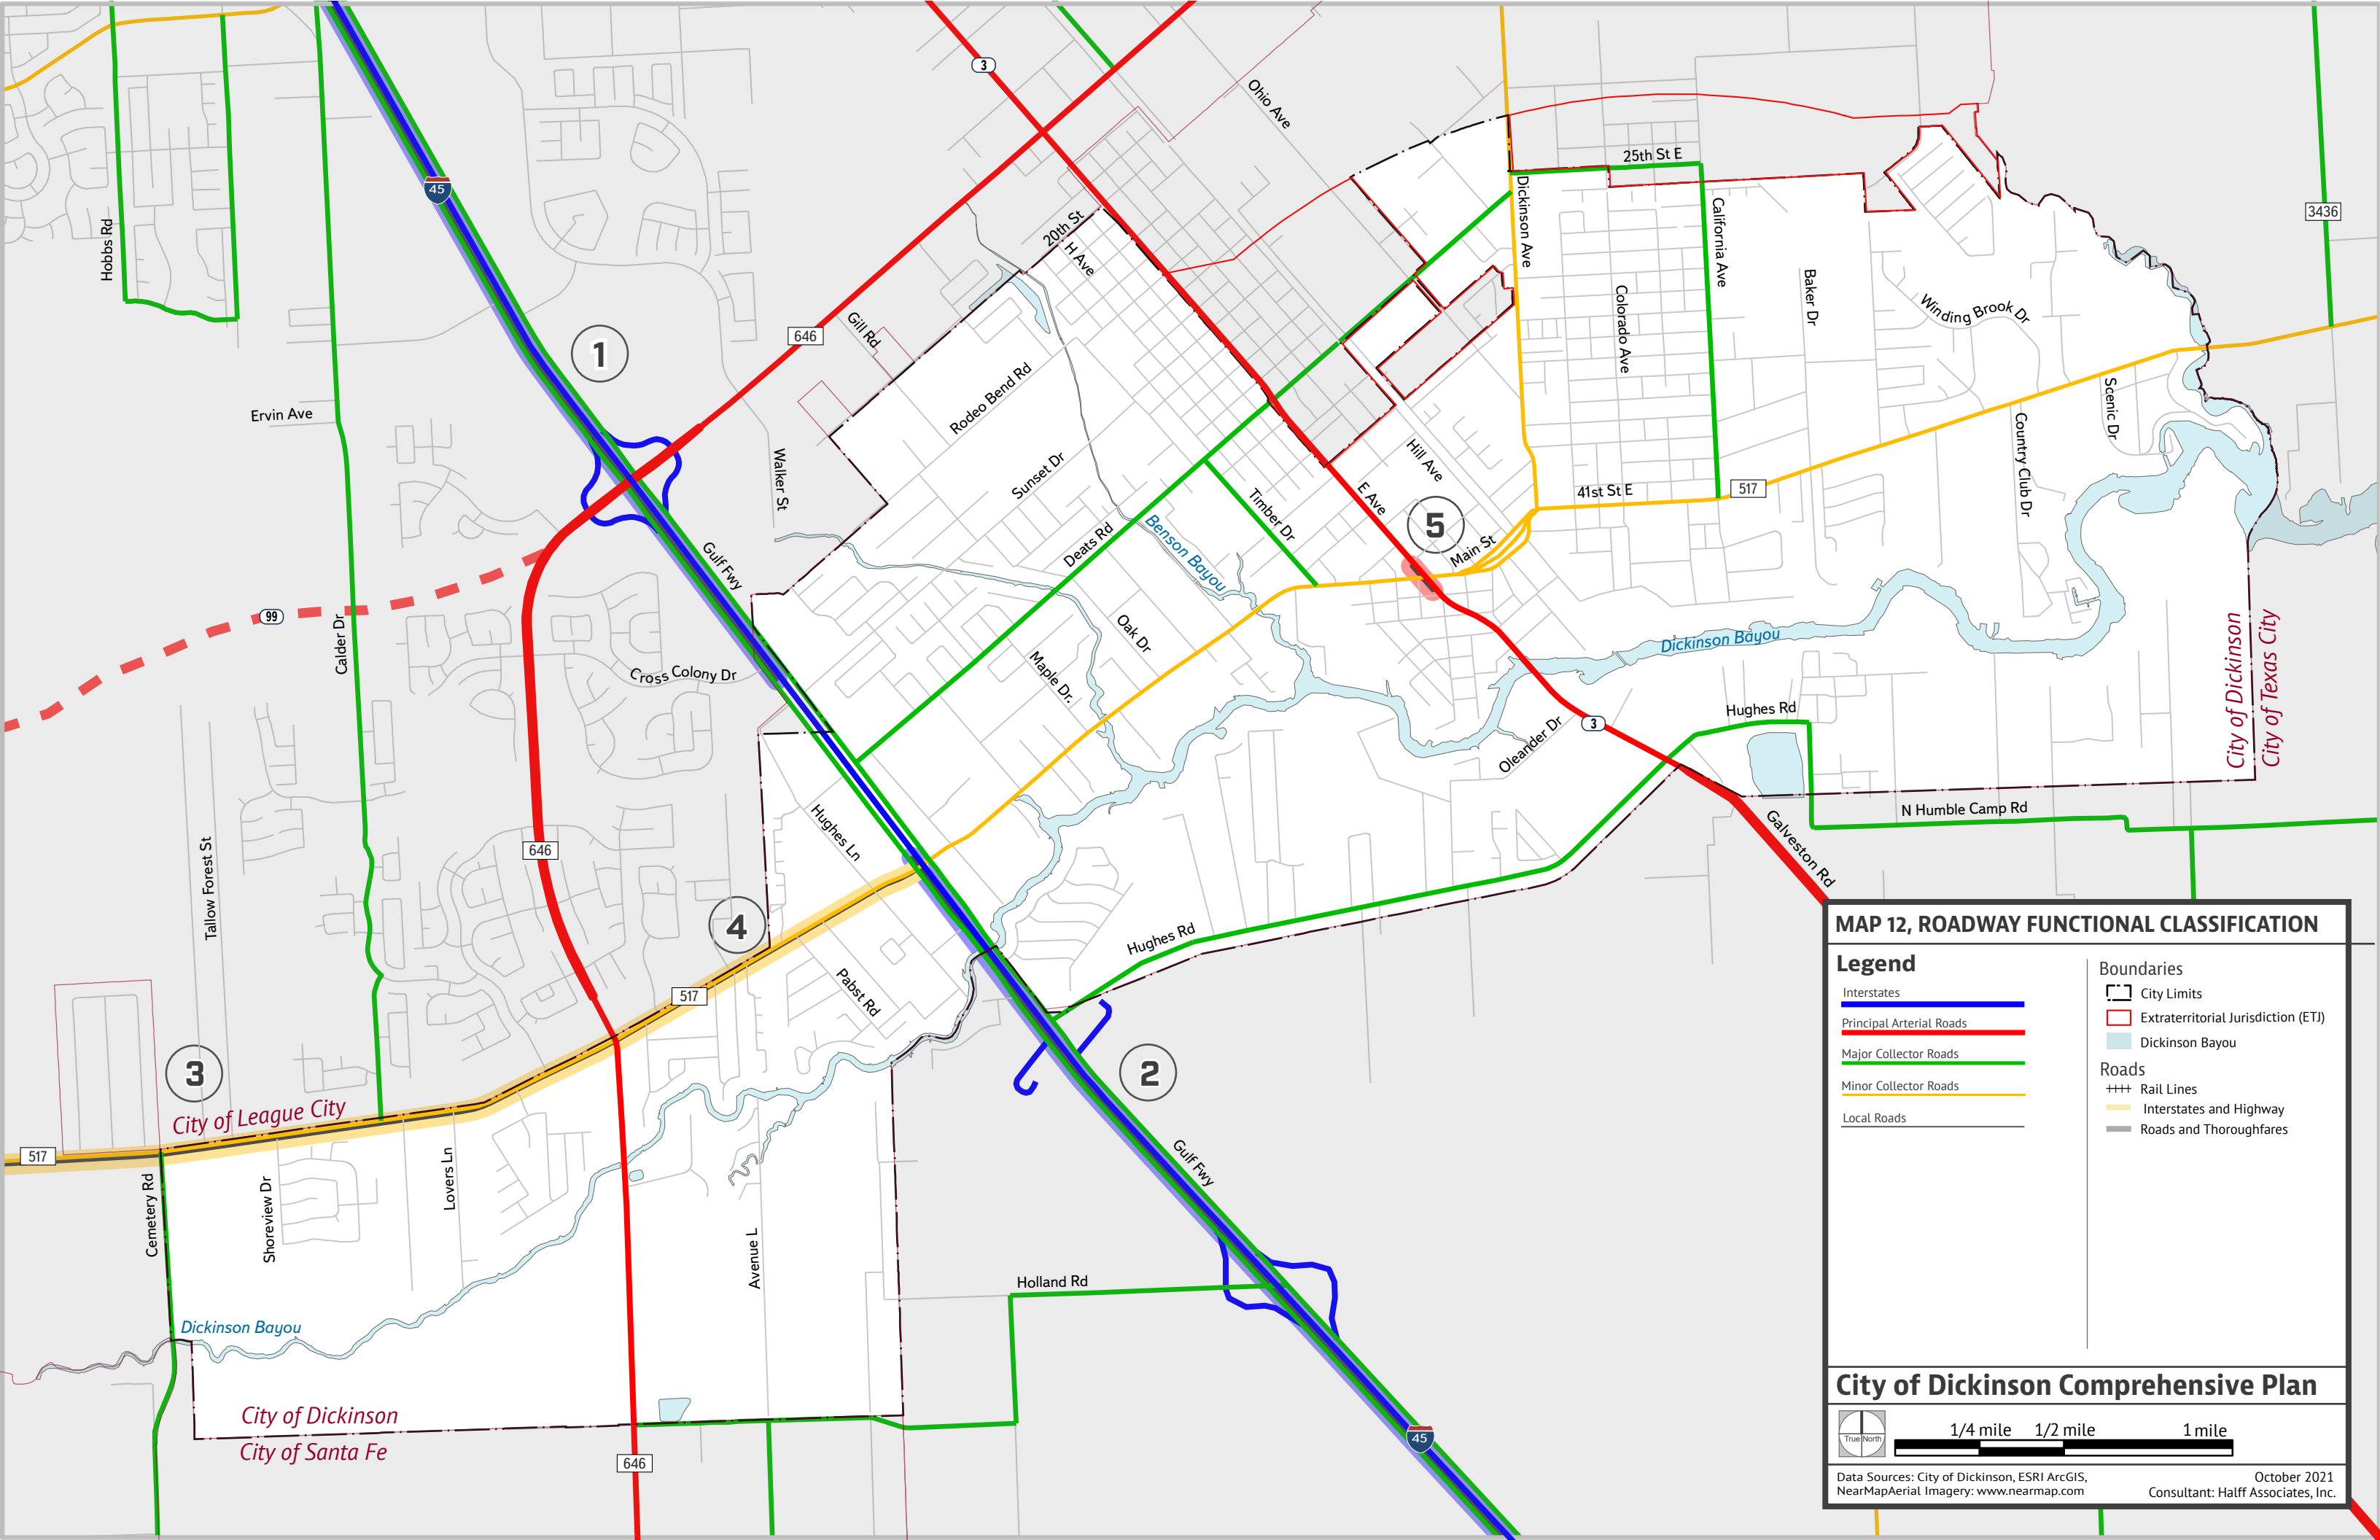 3
Ohio Ave
25th St E
45
3436
Hobbs Rd
20th St
H Ave
Dickinson Ave
California Ave
Colorado Ave
Baker Dr
Winding Brook Dr
1
646
Gill Rd
Ervin Ave
Rodeo Bend Rd
Scenic Dr
Country Club Dr
Walker St
Sunset Dr
Hill Ave
E Ave
41st St E
517
Timber Dr
5
Deats Rd
Benson Bayou
Main St
Gulf Fwy
99
Calder Dr
Cross Colony Dr
Oak Dr
Maple Dr.
Dickinson Bayou
City of Dickinson
City of Texas City
Hughes Rd
3
Oleander Dr
Hughes Ln
646
N Humble Camp Rd
Galveston Rd
Tallow Forest St
4
Hughes Rd
517
Pabst Rd
3
2
City of League City
517
Gulf Fwy
Cemetery Rd
Shoreview Dr
Lovers Ln
Avenue L
Holland Rd
Dickinson Bayou
City of Dickinson
City of Santa Fe
646
45
MAP 12, ROADWAY FUNCTIONAL CLASSIFICATION
Legend
Interstates
Principal Arterial Roads
Major Collector Roads
Minor Collector Roads
Local Roads
Boundaries
City Limits
Extraterritorial Jurisdiction (ETJ)
Dickinson Bayou
Roads
Rail Lines
Interstates and Highway
Roads and Thoroughfares
City of Dickinson Comprehensive Plan
True North
1/4 mile 1/2 mile 1 mile
Data Sources: City of Dickinson, ESRI ArcGIS,
NearMapAerial Imagery: www.nearmap.com
October 2021
Consultant: Halff Associates, Inc.